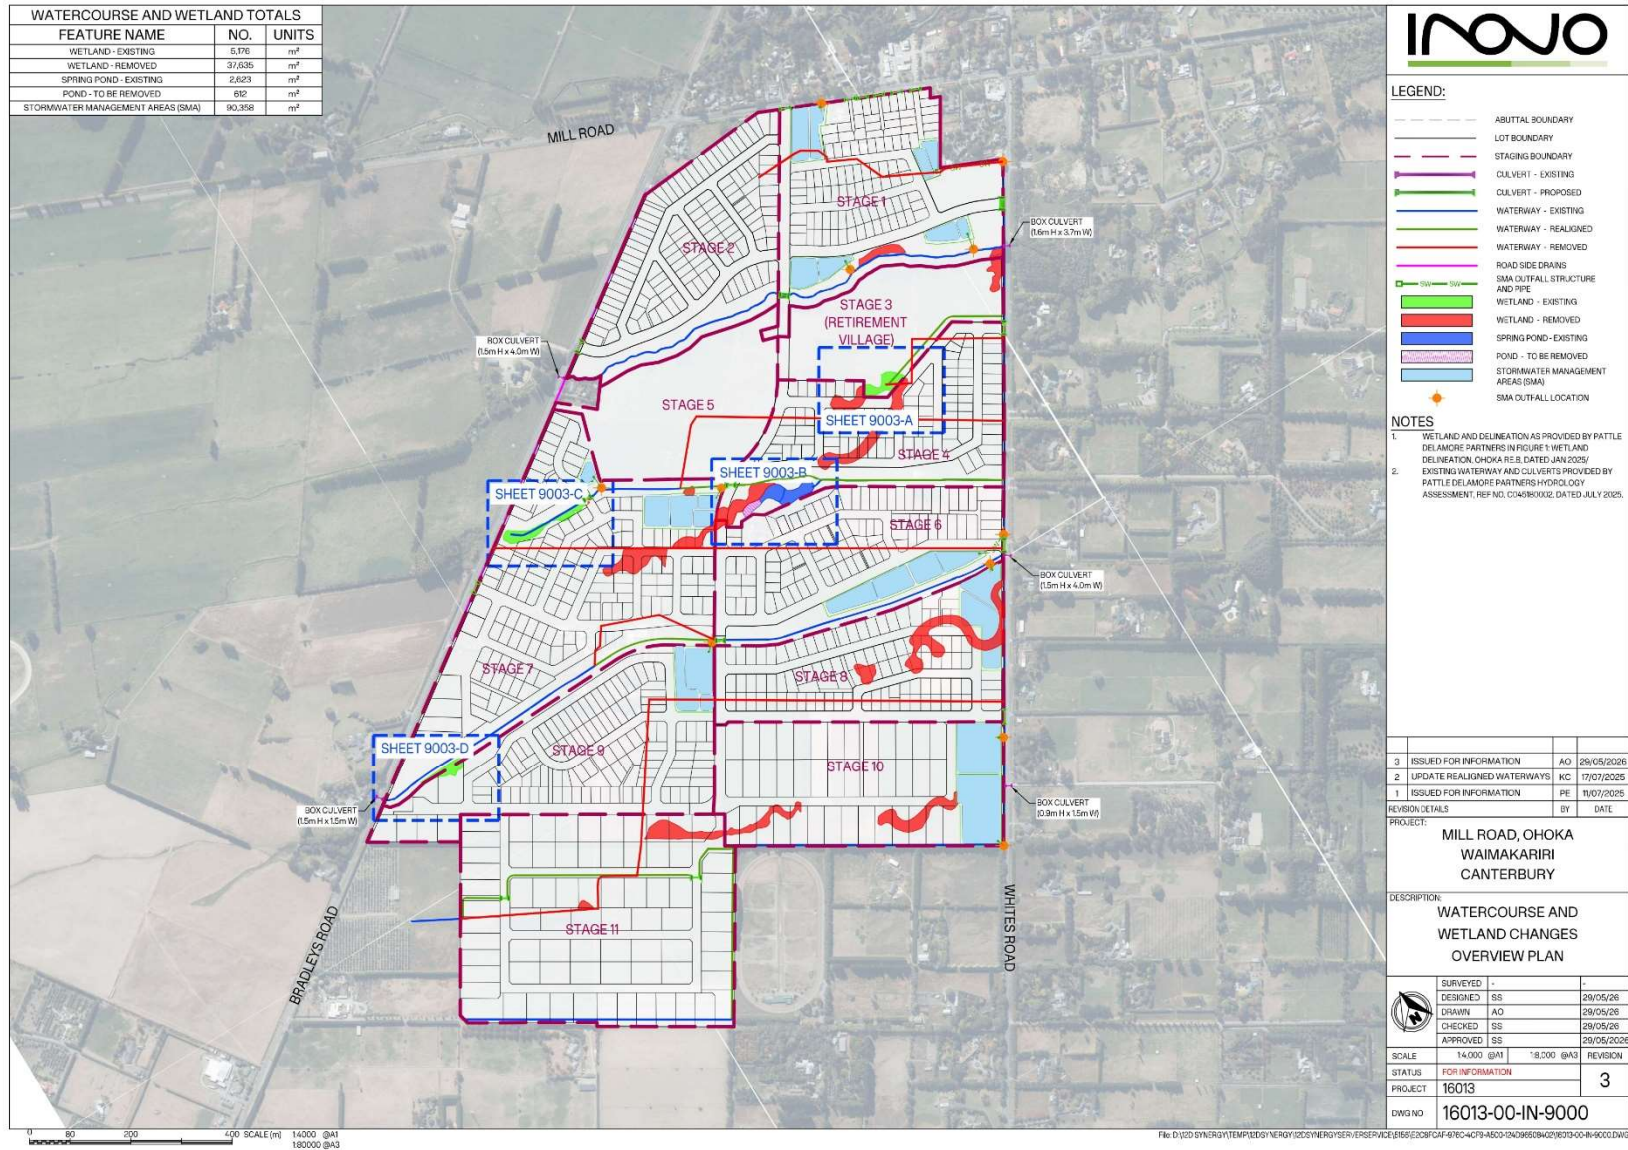 WATERCOURSE AND WETLAND TOTALS
FEATURE NAME NO. UNITS
WETLAND - EXISTING 5,176 m²
WETLAND - REMOVED 37,635 m²
SPRING POND - EXISTING 2,623 m²
POND - TO BE REMOVED 612 m²
STORMWATER MANAGEMENT AREAS (SMA) 90,358 m²
MILL ROAD
STAGE 1
STAGE 2
BOX CULVERT
(1.6m H x 3.7m W)
STAGE 3
(RETIREMENT
VILLAGE)
BOX CULVERT
(1.5m H x 4.0m W)
STAGE 5
SHEET 9003-A
STAGE 4
SHEET 9003-B
SHEET 9003-C
STAGE 6
BOX CULVERT
(1.5m H x 4.0m W)
STAGE 7
STAGE 8
SHEET 9003-D
STAGE 9
STAGE 10
BOX CULVERT
(1.5m H x 1.5m W)
BOX CULVERT
(0.9m H x 1.5m W)
STAGE 11
BRADLEYS ROAD
WHITES ROAD
0 80 200 400 SCALE (m) 1:4000 @A1
1:80000 @A3
INOVO
LEGEND:
ABUTTAL BOUNDARY
LOT BOUNDARY
STAGING BOUNDARY
CULVERT - EXISTING
CULVERT - PROPOSED
WATERWAY - EXISTING
WATERWAY - REALIGNED
WATERWAY - REMOVED
ROAD SIDE DRAINS
SW SW SMA OUTFALL STRUCTURE
AND PIPE
WETLAND - EXISTING
WETLAND - REMOVED
SPRING POND - EXISTING
POND - TO BE REMOVED
STORMWATER MANAGEMENT
AREAS (SMA)
SMA OUTFALL LOCATION
NOTES
1. WETLAND AND DELINEATION AS PROVIDED BY PATTLE
DELAMORE PARTNERS IN FIGURE 1: WETLAND
DELINEATION, OHOKA RE.B, DATED JAN 2025/
2. EXISTING WATERWAY AND CULVERTS PROVIDED BY
PATTLE DELAMORE PARTNERS HYDROLOGY
ASSESSMENT, REF NO, C04518D002, DATED JULY 2025.
3 ISSUED FOR INFORMATION AO 29/05/2026
2 UPDATE REALIGNED WATERWAYS KC 17/07/2025
1 ISSUED FOR INFORMATION PE 11/07/2025
REVISION DETAILS BY DATE
PROJECT:
MILL ROAD, OHOKA
WAIMAKARIRI
CANTERBURY
DESCRIPTION:
WATERCOURSE AND
WETLAND CHANGES
OVERVIEW PLAN
N
SURVEYED - -
DESIGNED SS 29/05/26
DRAWN AO 29/05/26
CHECKED SS 29/05/26
APPROVED SS 29/05/2026
SCALE 1:4,000 @A1 1:8,000 @A3 REVISION
STATUS FOR INFORMATION 3
PROJECT 16013
DWG NO 16013-00-IN-9000